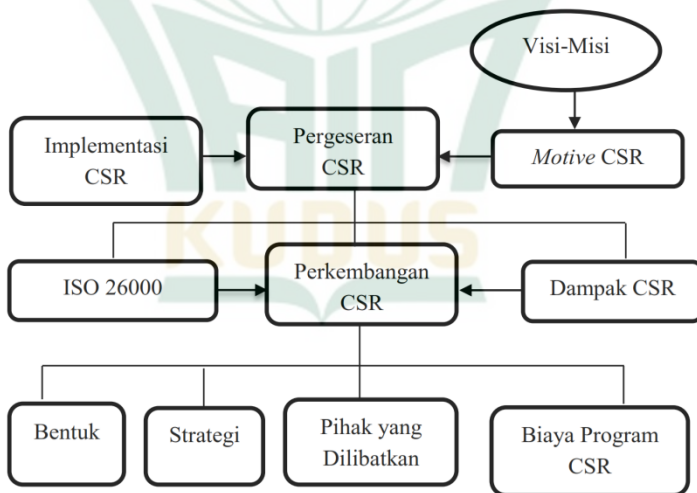 Visi-Misi
Implementasi
CSR
Pergeseran
CSR
Motive CSR
ISO 26000
Perkembangan
CSR
Dampak CSR
Bentuk
Strategi
Pihak yang
Dilibatkan
Biaya Program
CSR
KUDUS